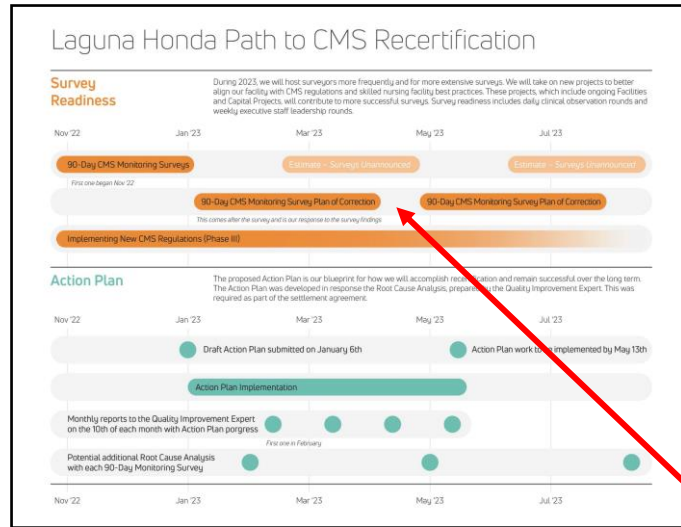 Laguna Honda Path to CMS Recertification
Survey
Readiness
During 2023, we will host surveyors more frequently and for more extensive surveys. We will take on new projects to better
align our facility with CMS regulations and skilled nursing facility best practices. These projects, which include ongoing Facilities
and Capital Projects, will contribute to more successful surveys. Survey readiness includes daily clinical observation rounds and
weekly executive staff leadership rounds.
Nov '22 Jan '23 Mar '23 May '23 Jul '23
90-Day CMS Monitoring Surveys Estimate – Surveys Unannounced Estimate – Surveys Unannounced
First one began Nov '22
90-Day CMS Monitoring Survey Plan of Correction 90-Day CMS Monitoring Survey Plan of Correction
This comes after the survey and is our response to the survey findings
Implementing New CMS Regulations (Phase III)
Action Plan
The proposed Action Plan is our blueprint for how we will accomplish recertification and remain successful over the long term.
The Action Plan was developed in response the Root Cause Analysis, prepared by the Quality Improvement Expert. This was
required as part of the settlement agreement.
Nov '22 Jan '23 Mar '23 May '23 Jul '23
Draft Action Plan submitted on January 6th Action Plan work to be implemented by May 13th
Action Plan Implementation
Monthly reports to the Quality Improvement Expert
on the 10th of each month with Action Plan porgress
First one in February
Potential additional Root Cause Analysis
with each 90-Day Monitoring Survey
Nov '22 Jan '23 Mar '23 May '23 Jul '23